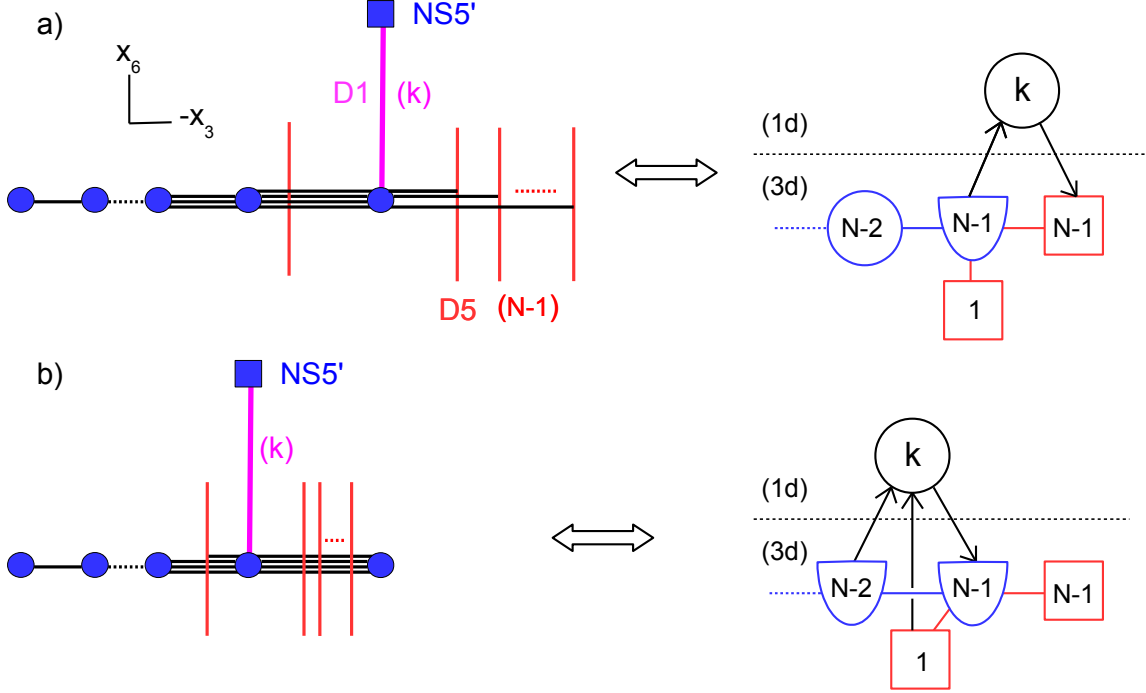 a)
NS5'
x₆
-x₃
D1 (k)
D5 (N-1)
k
(1d)
(3d)
N-2
N-1
N-1
1
b)
NS5'
(k)
k
(1d)
(3d)
N-2
N-1
N-1
1